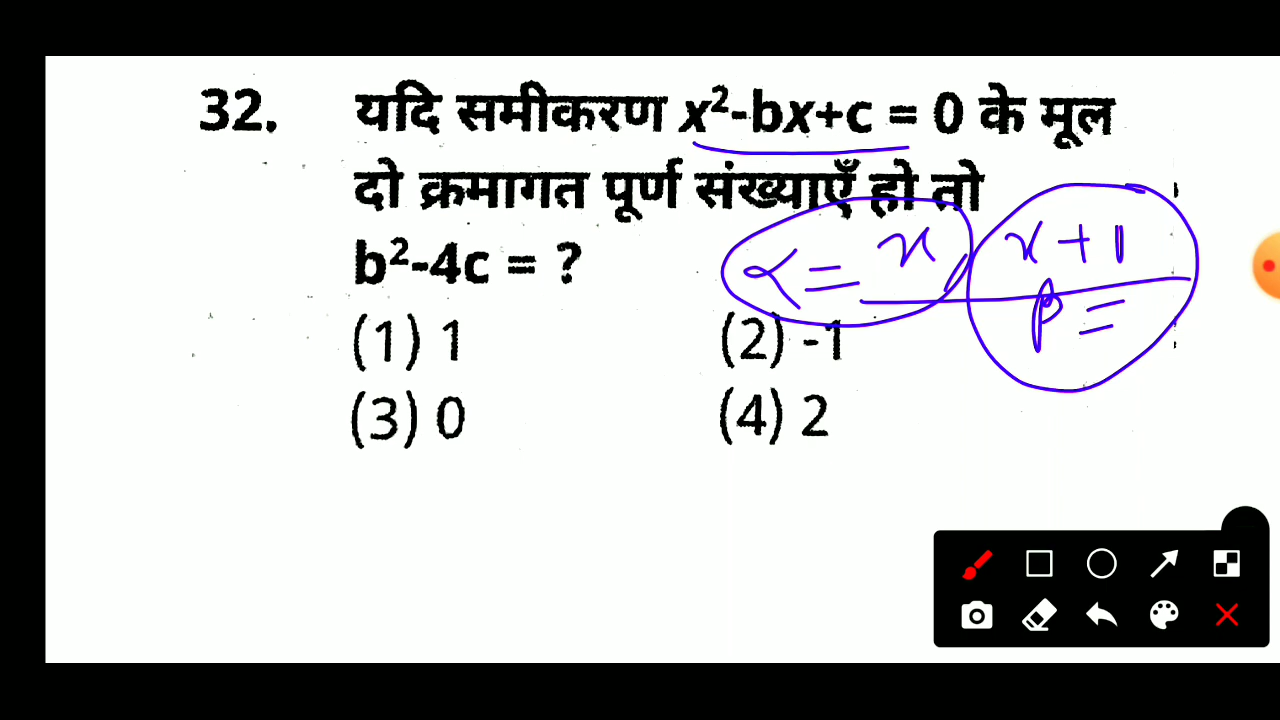 32. यदि समीकरण x²-bx+c = 0 के मूल
दो क्रमागत पूर्ण संख्याएँ हो तो
b²-4c = ?
α = x, x+1
β =
(1) 1 (2) -1
(3) 0 (4) 2